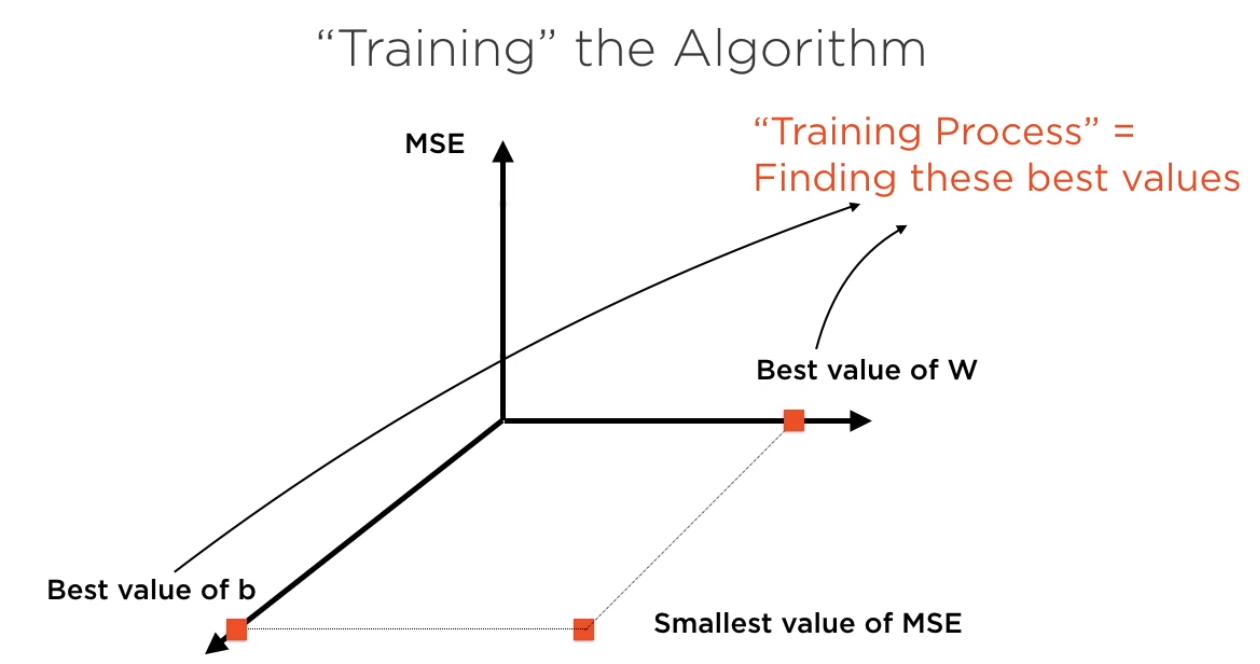 “Training” the Algorithm
MSE
“Training Process” =
Finding these best values
Best value of W
Best value of b
Smallest value of MSE